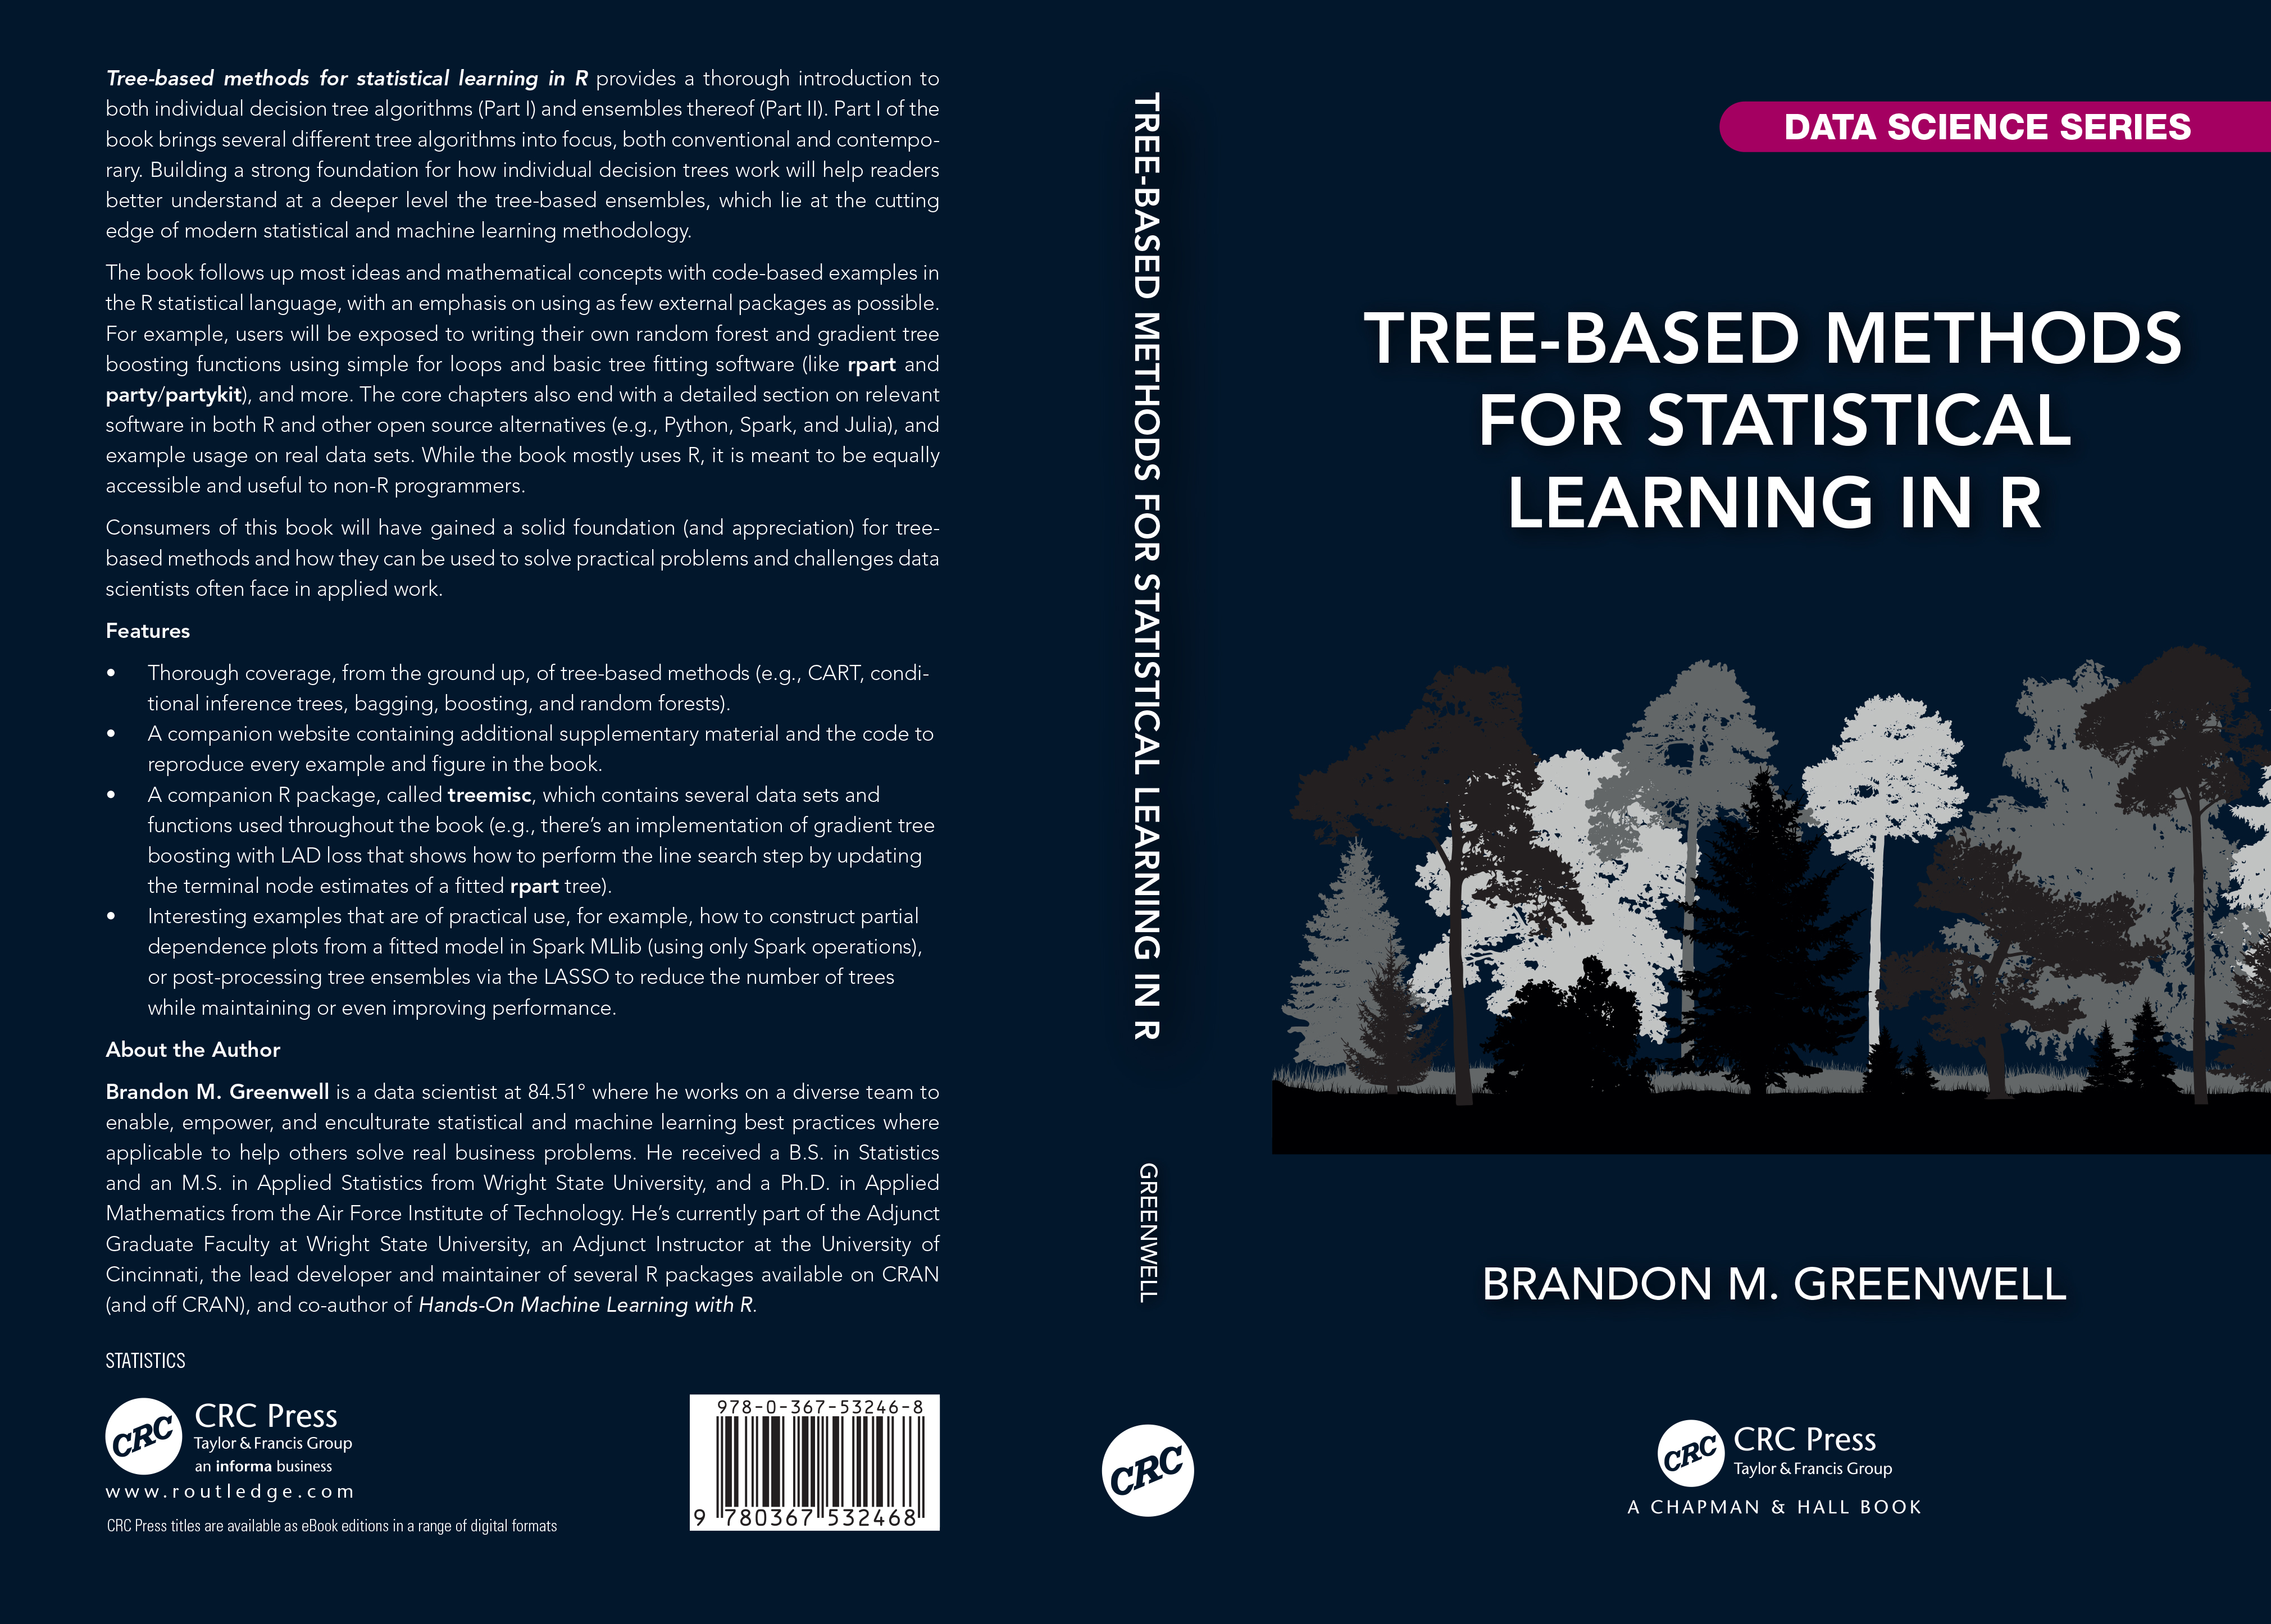 Tree-based methods for statistical learning in R provides a thorough introduction to
both individual decision tree algorithms (Part I) and ensembles thereof (Part II). Part I of the
book brings several different tree algorithms into focus, both conventional and contempo-
rary. Building a strong foundation for how individual decision trees work will help readers
better understand at a deeper level the tree-based ensembles, which lie at the cutting
edge of modern statistical and machine learning methodology.
The book follows up most ideas and mathematical concepts with code-based examples in
the R statistical language, with an emphasis on using as few external packages as possible.
For example, users will be exposed to writing their own random forest and gradient tree
boosting functions using simple for loops and basic tree fitting software (like rpart and
party/partykit), and more. The core chapters also end with a detailed section on relevant
software in both R and other open source alternatives (e.g., Python, Spark, and Julia), and
example usage on real data sets. While the book mostly uses R, it is meant to be equally
accessible and useful to non-R programmers.
Consumers of this book will have gained a solid foundation (and appreciation) for tree-
based methods and how they can be used to solve practical problems and challenges data
scientists often face in applied work.
Features
• Thorough coverage, from the ground up, of tree-based methods (e.g., CART, condi-
tional inference trees, bagging, boosting, and random forests).
• A companion website containing additional supplementary material and the code to
reproduce every example and figure in the book.
• A companion R package, called treemisc, which contains several data sets and
functions used throughout the book (e.g., there's an implementation of gradient tree
boosting with LAD loss that shows how to perform the line search step by updating
the terminal node estimates of a fitted rpart tree).
• Interesting examples that are of practical use, for example, how to construct partial
dependence plots from a fitted model in Spark MLlib (using only Spark operations),
or post-processing tree ensembles via the LASSO to reduce the number of trees
while maintaining or even improving performance.
About the Author
Brandon M. Greenwell is a data scientist at 84.51° where he works on a diverse team to
enable, empower, and enculturate statistical and machine learning best practices where
applicable to help others solve real business problems. He received a B.S. in Statistics
and an M.S. in Applied Statistics from Wright State University, and a Ph.D. in Applied
Mathematics from the Air Force Institute of Technology. He's currently part of the Adjunct
Graduate Faculty at Wright State University, an Adjunct Instructor at the University of
Cincinnati, the lead developer and maintainer of several R packages available on CRAN
(and off CRAN), and co-author of Hands-On Machine Learning with R.
STATISTICS
CRC
CRC Press
Taylor & Francis Group
an informa business
www.routledge.com
CRC Press titles are available as eBook editions in a range of digital formats
978-0-367-53246-8
9 780367 532468
TREE-BASED METHODS FOR STATISTICAL LEARNING IN R
GREENWELL
CRC
DATA SCIENCE SERIES
TREE-BASED METHODS
FOR STATISTICAL
LEARNING IN R
BRANDON M. GREENWELL
CRC
CRC Press
Taylor & Francis Group
A CHAPMAN & HALL BOOK